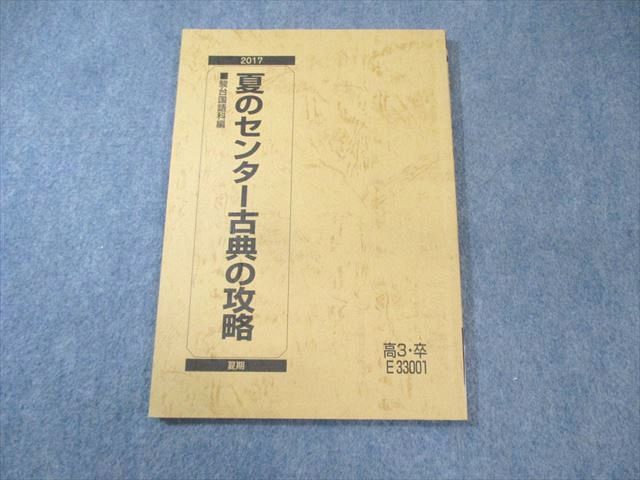 2017
夏のセンター古典の攻略
■駿台国語科編
夏期
高3・卒
E33001